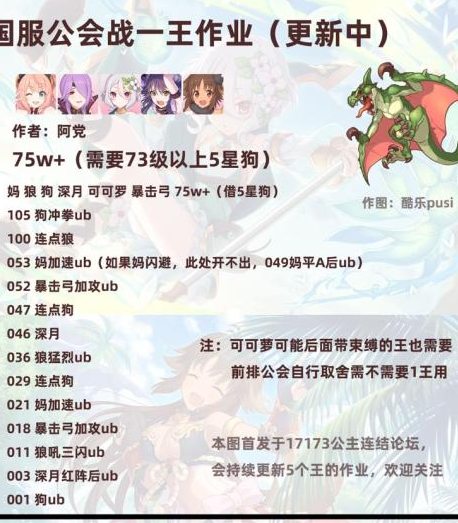 国服公会战一王作业（更新中）
作者：阿党
75w+（需要73级以上5星狗）
妈 狼 狗 深月 可可罗 暴击弓 75w+（借5星狗）
作图：酷乐pusi
105 狗冲拳ub
100 连点狼
053 妈加速ub（如果妈闪避，此处开不出，049妈平A后ub）
052 暴击弓加攻ub
047 连点狗
046 深月
036 狼猛烈ub
注：可可萝可能后面带束缚的王也需要
029 连点狗
前排公会自行取舍需不需要1王用
021 妈加速ub
018 暴击弓加攻ub
011 狼吼三闪ub
本图首发于17173公主连结论坛，
003 深月红阵后ub
会持续更新5个王的作业，欢迎关注
001 狗ub